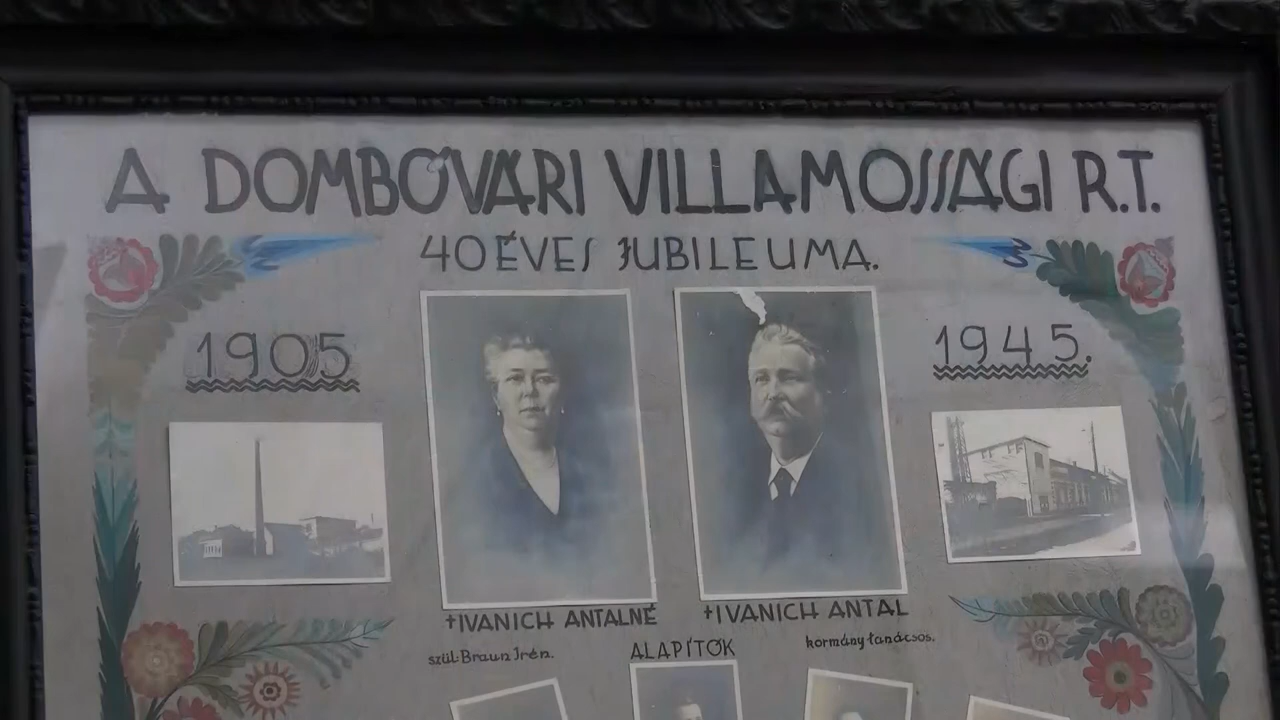 A DOMBÓVÁRI VILLAMOSSÁGI R.T.
40 ÉVES JUBILEUMA.
1905
1945.
†IVANICH ANTALNÉ
†IVANICH ANTAL
szül: Braun Irén.
ALAPÍTÓK
kormány tanácsos.